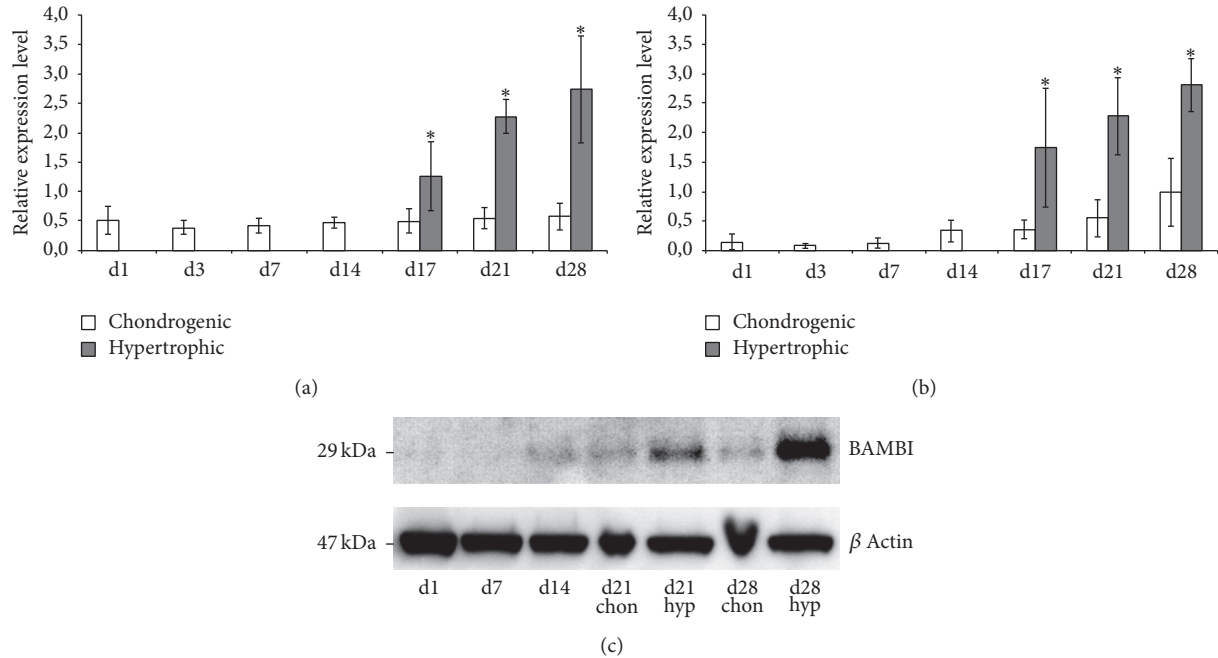 Relative expression level
4,0
3,5
3,0
2,5
2,0
1,5
1,0
0,5
0,0
* * *
d1 d3 d7 d14 d17 d21 d28
Chondrogenic
Hypertrophic
(a)
Relative expression level
4,0
3,5
3,0
2,5
2,0
1,5
1,0
0,5
0,0
* * *
d1 d3 d7 d14 d17 d21 d28
Chondrogenic
Hypertrophic
(b)
29 kDa BAMBI
47 kDa β Actin
d1 d7 d14 d21 d21 d28 d28
chon hyp chon hyp
(c)